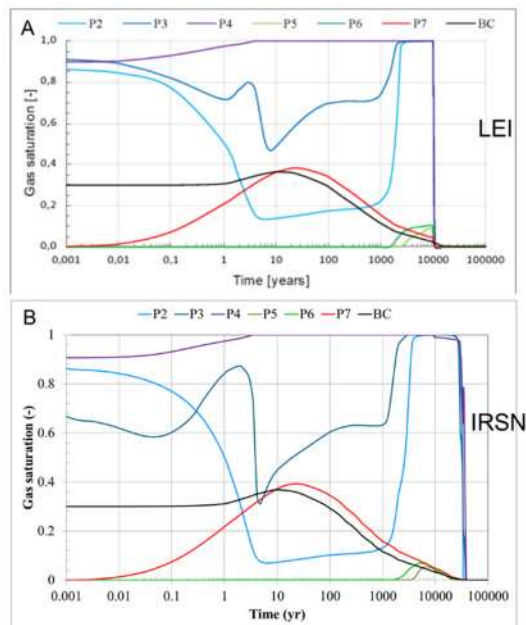 A
P2 P3 P4 P5 P6 P7 BC
1,0
0,8
0,6
0,4
0,2
0,0
Gas saturation [-]
LEI
0,001 0,01 0,1 1 10 100 1000 10000 100000
Time [years]
B
P2 P3 P4 P5 P6 P7 BC
1
0.8
0.6
0.4
0.2
0
Gas saturation (-)
IRSN
0.001 0.01 0.1 1 10 100 1000 10000 100000
Time (yr)